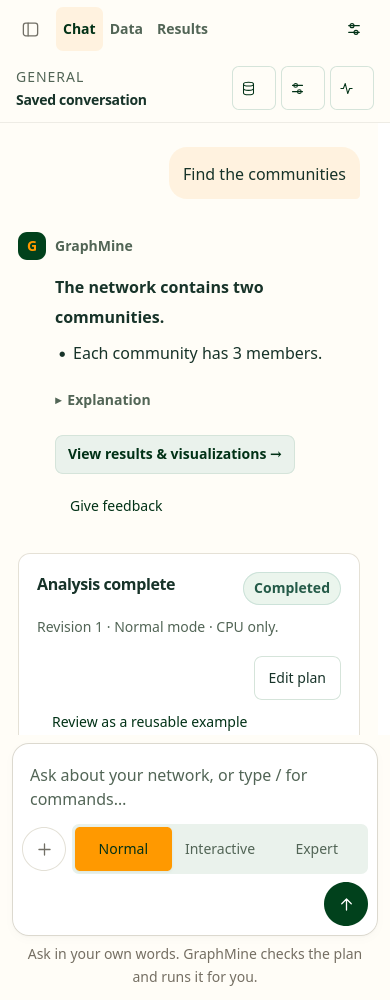 Chat Data Results
GENERAL
Saved conversation
Find the communities
G GraphMine
The network contains two
communities.
• Each community has 3 members.
▸ Explanation
View results & visualizations →
Give feedback
Analysis complete
Completed
Revision 1 · Normal mode · CPU only.
Edit plan
Review as a reusable example
Ask about your network, or type / for
commands...
Normal Interactive Expert
Ask in your own words. GraphMine checks the plan
and runs it for you.